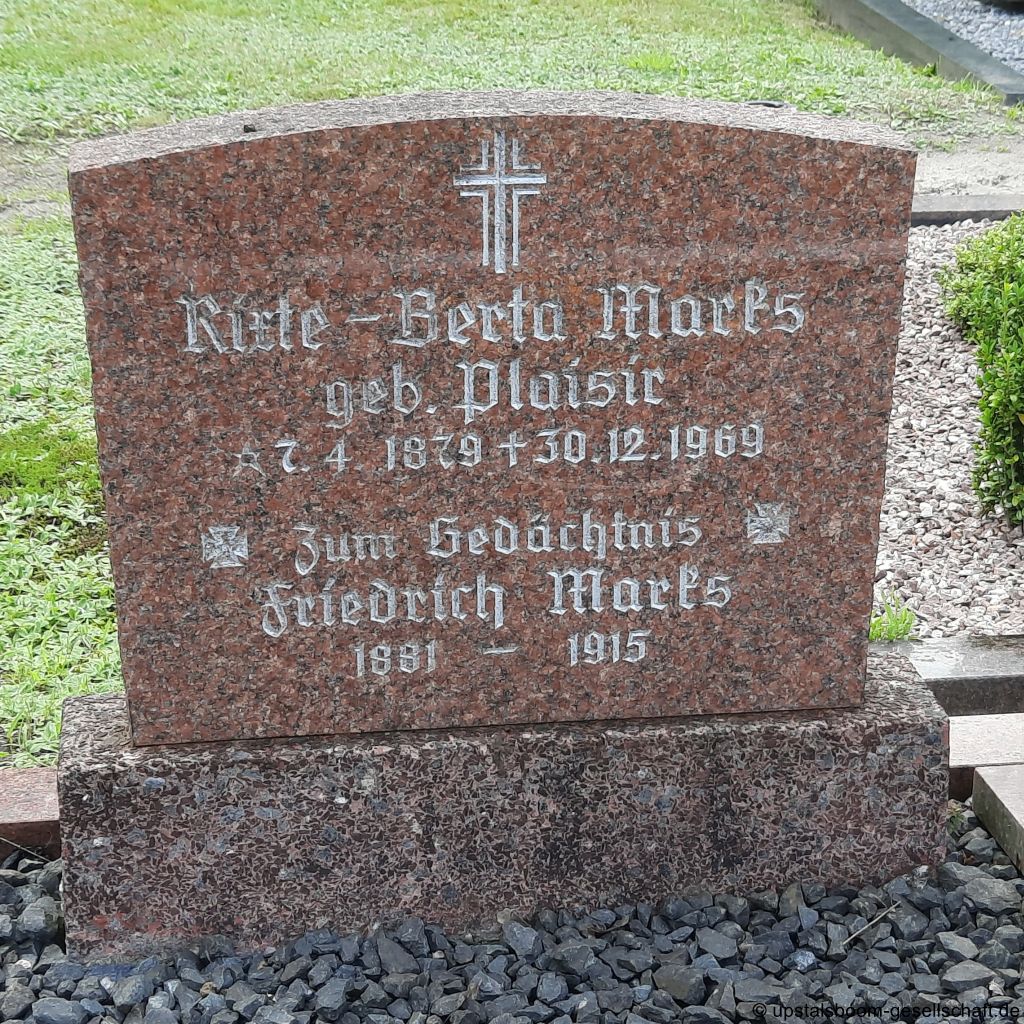 Rixte - Berta Marks
geb. Plaisir
☆ 7. 4. 1879 ✝ 30. 12. 1969
Zum Gedächtnis
Friedrich Marks
1881 - 1915
© upstalsboom-gesellschaft.de